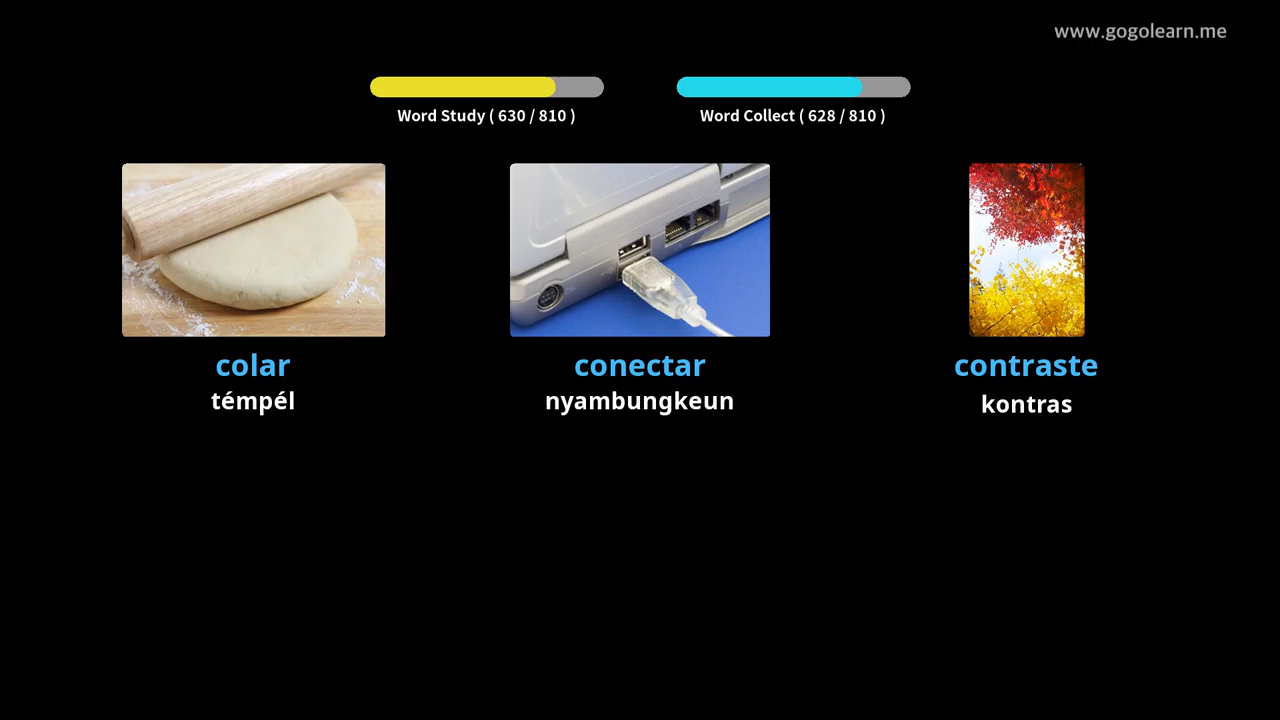 www.gogolearn.me
Word Study ( 630 / 810 )
Word Collect ( 628 / 810 )
colar
témpél
conectar
nyambungkeun
contraste
kontras